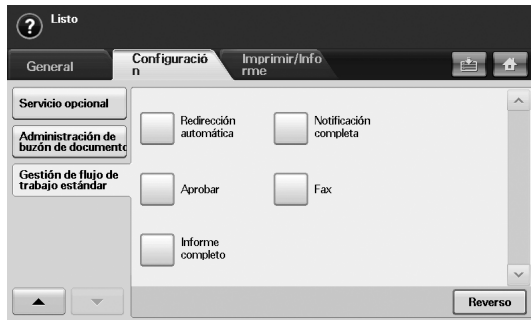 ? Listo
General
Configuració
n
Imprimir/Info
rme
Servicio opcional
Administración de
buzón de documento
Gestión de flujo de
trabajo estándar
Redirección
automática
Notificación
completa
Aprobar
Fax
Informe
completo
Reverso